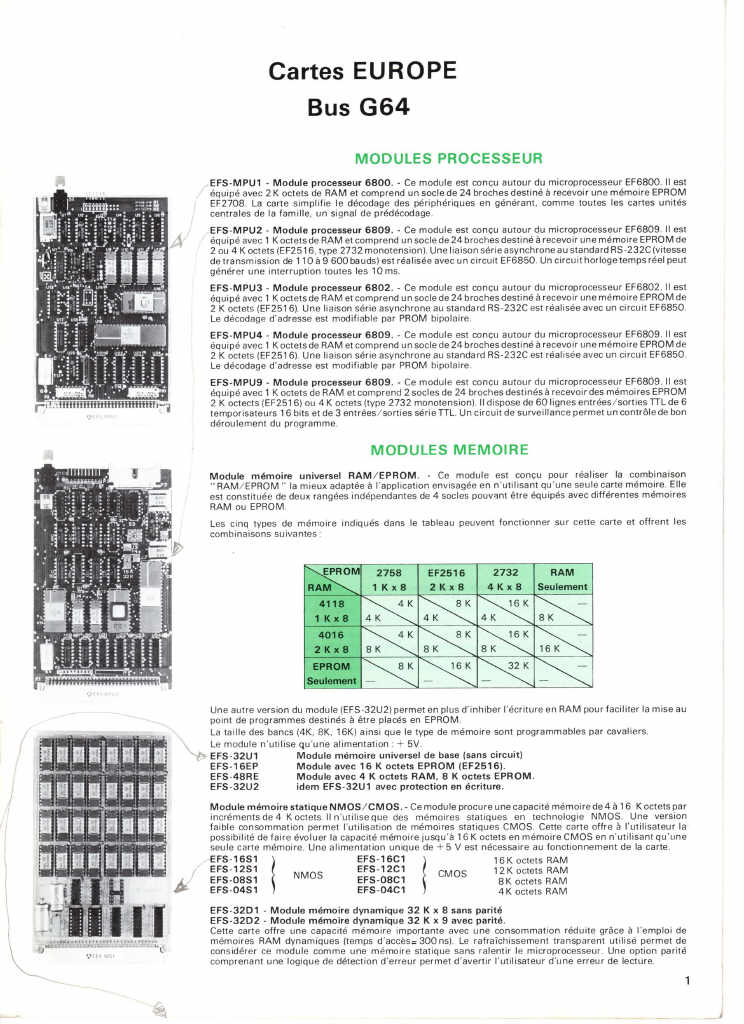 Cartes EUROPE
Bus G64
MODULES PROCESSEUR
EFS-MPU1 - Module processeur 6800. - Ce module est conçu autour du microprocesseur EF6800. Il est
équipé avec 2 K octets de RAM et comprend un socle de 24 broches destiné à recevoir une mémoire EPROM
EF2708. La carte simplifie le décodage des périphériques en générant, comme toutes les cartes unités
centrales de la famille, un signal de prédécodage.
EFS-MPU2 - Module processeur 6809. - Ce module est conçu autour du microprocesseur EF6809. Il est
équipé avec 1 K octets de RAM et comprend un socle de 24 broches destiné à recevoir une mémoire EPROM de
2 ou 4 K octets (EF2516, type 2732 monotension). Une liaison série asynchrone au standard RS-232C (vitesse
de transmission de 110 à 9 600 bauds) est réalisée avec un circuit EF6850. Un circuit horloge temps réel peut
générer une interruption toutes les 10 ms.
EFS-MPU3 - Module processeur 6802. - Ce module est conçu autour du microprocesseur EF6802. Il est
équipé avec 1 K octets de RAM et comprend un socle de 24 broches destiné à recevoir une mémoire EPROM de
2 K octets (EF2516). Une liaison série asynchrone au standard RS-232C est réalisée avec un circuit EF6850.
Le décodage d'adresse est modifiable par PROM bipolaire.
EFS-MPU4 - Module processeur 6809. - Ce module est conçu autour du microprocesseur EF6809. Il est
équipé avec 1 K octets de RAM et comprend un socle de 24 broches destiné à recevoir une mémoire EPROM de
2 K octets (EF2516). Une liaison série asynchrone au standard RS-232C est réalisée avec un circuit EF6850.
Le décodage d'adresse est modifiable par PROM bipolaire.
EFS-MPU9 - Module processeur 6809. - Ce module est conçu autour du microprocesseur EF6809. Il est
équipé avec 1 K octets de RAM et comprend 2 socles de 24 broches destinés à recevoir des mémoires EPROM
2 K octects (EF2516) ou 4 K octets (type 2732 monotension). Il dispose de 60 lignes entrées/sorties TTL de 6
temporisateurs 16 bits et de 3 entrées/sorties série TTL. Un circuit de surveillance permet un contrôle de bon
déroulement du programme.
MODULES MEMOIRE
Module mémoire universel RAM/EPROM. - Ce module est conçu pour réaliser la combinaison
"RAM/EPROM" la mieux adaptée à l'application envisagée en n'utilisant qu'une seule carte mémoire. Elle
est constituée de deux rangées indépendantes de 4 socles pouvant être équipés avec différentes mémoires
RAM ou EPROM.
Les cinq types de mémoire indiqués dans le tableau peuvent fonctionner sur cette carte et offrent les
combinaisons suivantes :
EPROM 2758 EF2516 2732 RAM
RAM 1 K x 8 2 K x 8 4 K x 8 Seulement
4118 4 K 8 K 16 K —
1 K x 8 4 K 4 K 4 K 8 K
4016 4 K 8 K 16 K —
2 K x 8 8 K 8 K 8 K 16 K
EPROM 8 K 16 K 32 K —
Seulement — — — —
Une autre version du module (EFS-32U2) permet en plus d'inhiber l'écriture en RAM pour faciliter la mise au
point de programmes destinés à être placés en EPROM.
La taille des bancs (4K, 8K, 16K) ainsi que le type de mémoire sont programmables par cavaliers.
Le module n'utilise qu'une alimentation : + 5V.
EFS-32U1 Module mémoire universel de base (sans circuit)
EFS-16EP Module avec 16 K octets EPROM (EF2516).
EFS-48RE Module avec 4 K octets RAM, 8 K octets EPROM.
EFS-32U2 idem EFS-32U1 avec protection en écriture.
Module mémoire statique NMOS/CMOS. - Ce module procure une capacité mémoire de 4 à 16 K octets par
incréments de 4 K octets. Il n'utilise que des mémoires statiques en technologie NMOS. Une version
faible consommation permet l'utilisation de mémoires statiques CMOS. Cette carte offre à l'utilisateur la
possibilité de faire évoluer la capacité mémoire jusqu'à 16 K octets en mémoire CMOS en n'utilisant qu'une
seule carte mémoire. Une alimentation unique de + 5 V est nécessaire au fonctionnement de la carte.
EFS-16S1 EFS-16C1 16 K octets RAM
EFS-12S1 EFS-12C1 12 K octets RAM
NMOS CMOS
EFS-08S1 EFS-08C1 8 K octets RAM
EFS-04S1 EFS-04C1 4 K octets RAM
EFS-32D1 - Module mémoire dynamique 32 K x 8 sans parité
EFS-32D2 - Module mémoire dynamique 32 K x 9 avec parité.
Cette carte offre une capacité mémoire importante avec une consommation réduite grâce à l'emploi de
mémoires RAM dynamiques (temps d'accès = 300 ns). Le rafraîchissement transparent utilisé permet de
considérer ce module comme une mémoire statique sans ralentir le microprocesseur. Une option parité
comprenant une logique de détection d'erreur permet d'avertir l'utilisateur d'une erreur de lecture.
1